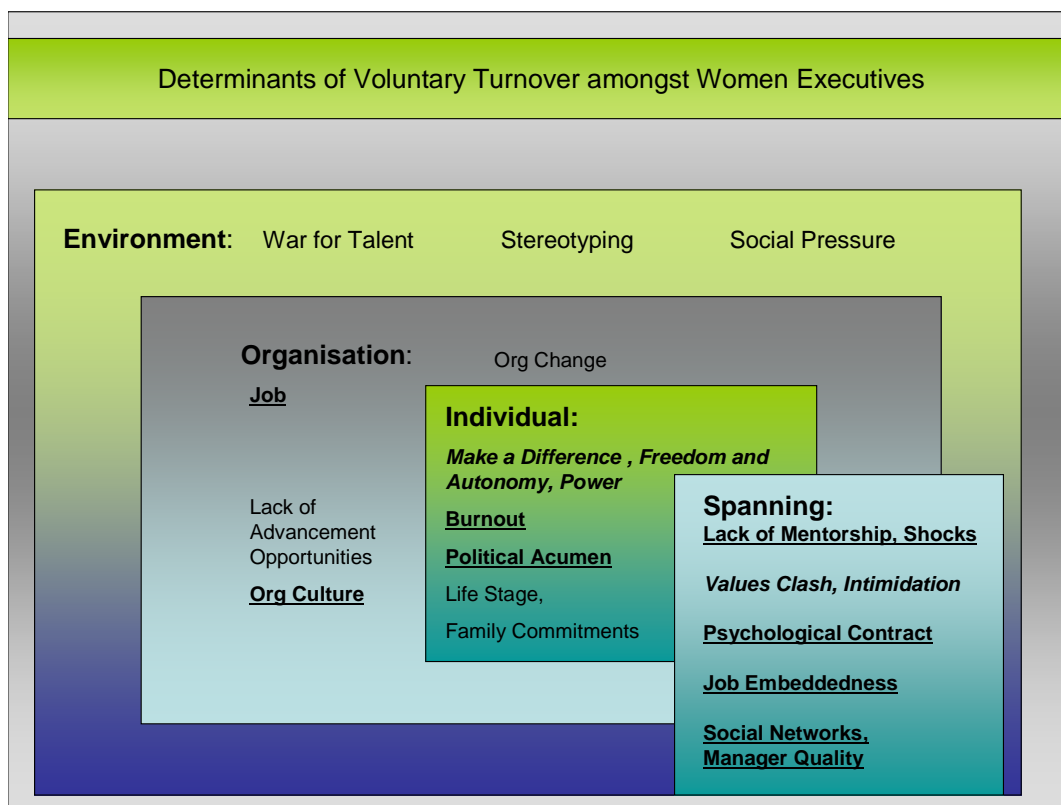 Determinants of Voluntary Turnover amongst Women Executives
Environment: War for Talent Stereotyping Social Pressure
Organisation: Org Change
Job
Lack of
Advancement
Opportunities
Org Culture
Individual:
Make a Difference , Freedom and
Autonomy, Power
Burnout
Political Acumen
Life Stage,
Family Commitments
Spanning:
Lack of Mentorship, Shocks
Values Clash, Intimidation
Psychological Contract
Job Embeddedness
Social Networks,
Manager Quality